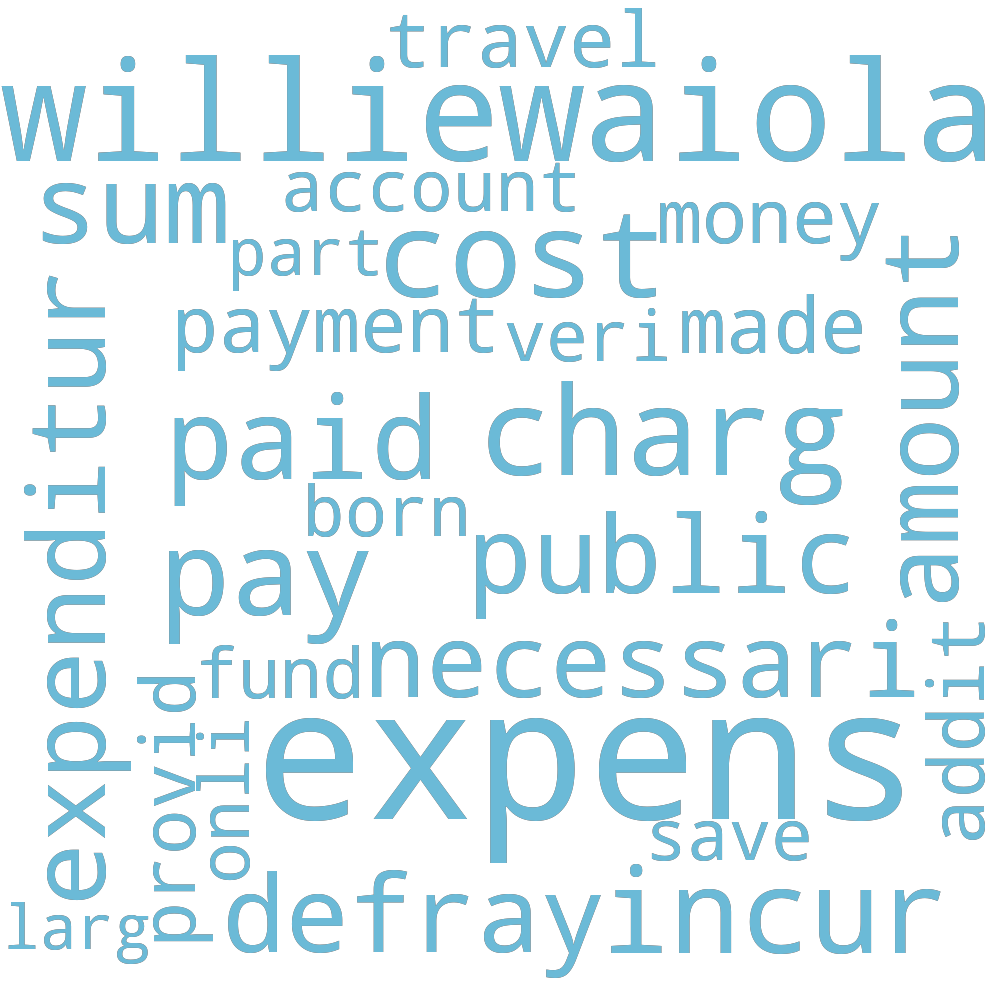 travel
williewaiola
sum
account
money
part
cost
expenditur
amount
payment
veri
made
paid
charg
born
public
pay
necessari
fund
addit
provid
onli
expens
save
larg
defray
incur